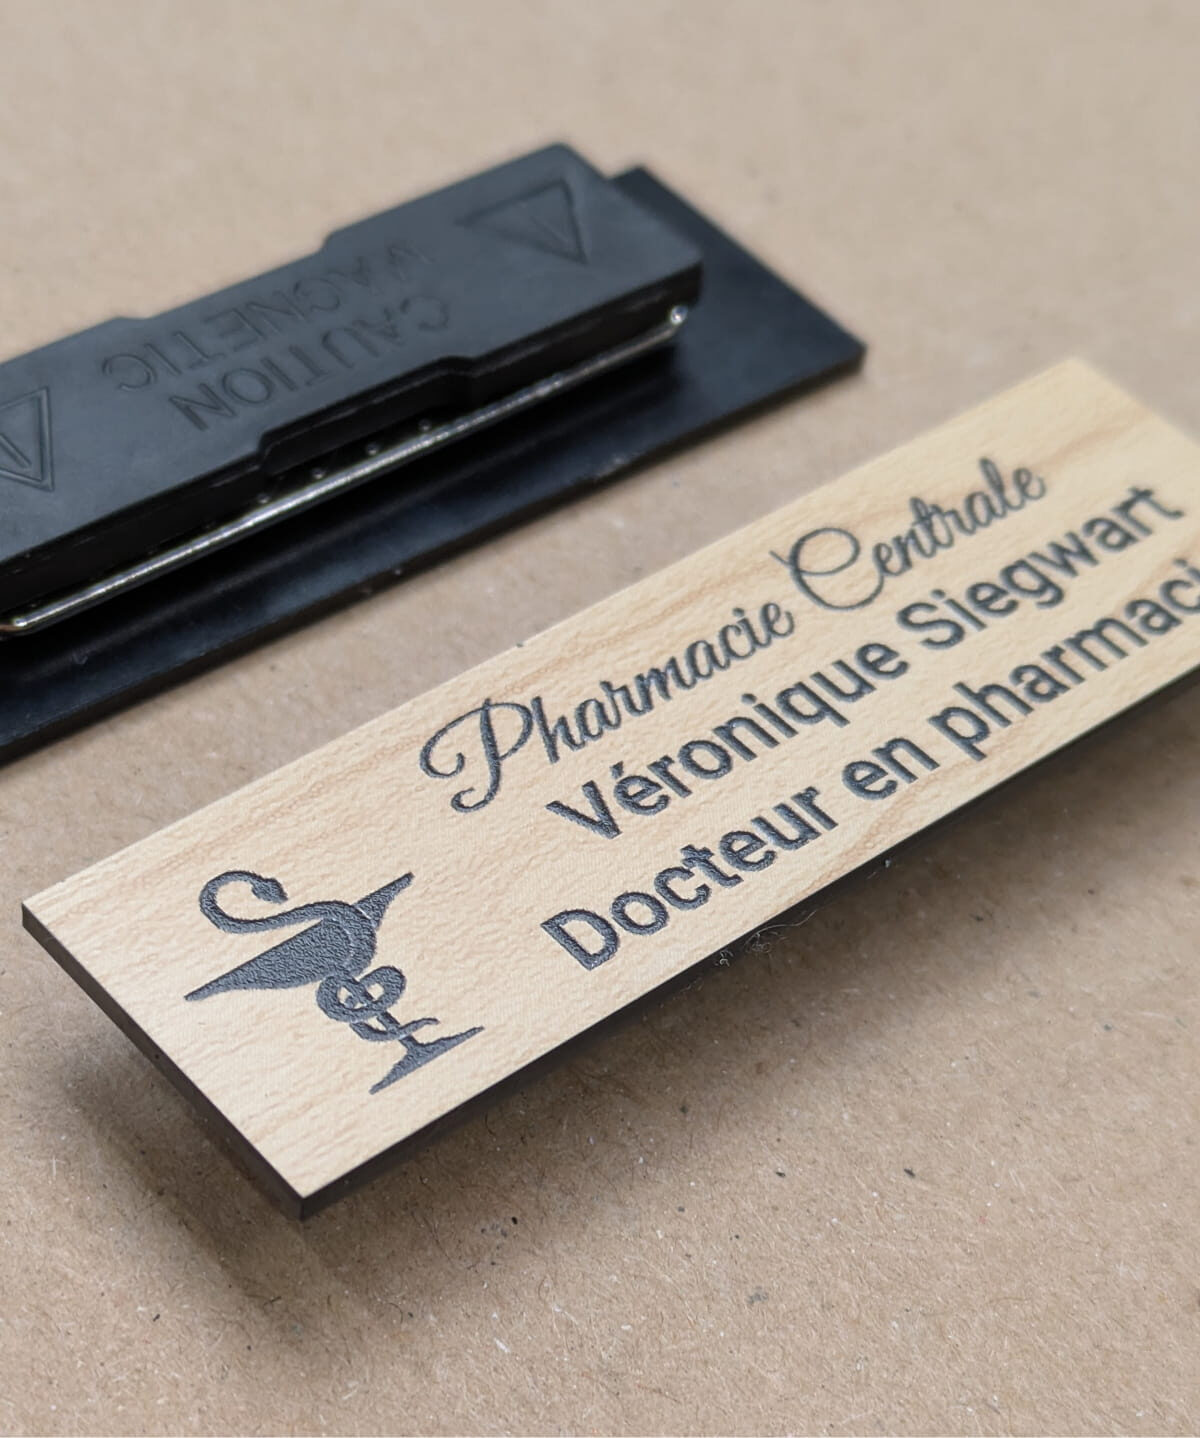 CAUTION
MAGNETIC
Pharmacie Centrale
Véronique Siegwart
Docteur en pharmaci